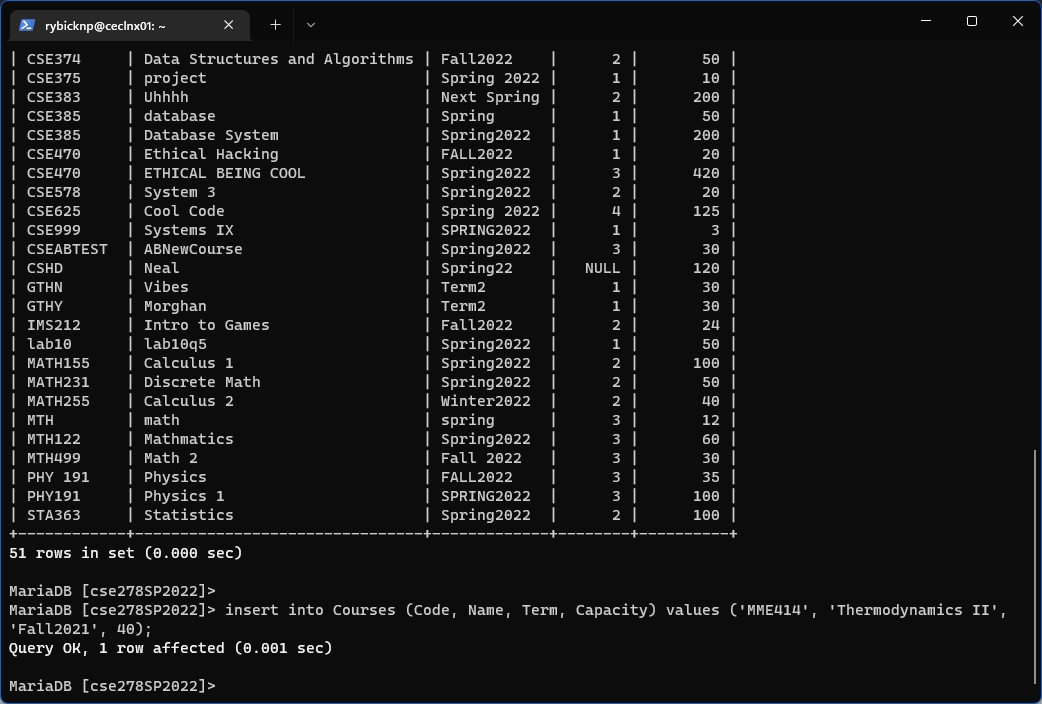 rybicknp@ceclnx01: ~
| CSE374     | Data Structures and Algorithms | Fall2022    |      2 |       50 |
| CSE375     | project                        | Spring 2022 |      1 |       10 |
| CSE383     | Uhhhh                          | Next Spring |      2 |      200 |
| CSE385     | database                       | Spring      |      1 |       50 |
| CSE385     | Database System                | Spring2022  |      1 |      200 |
| CSE470     | Ethical Hacking                | FALL2022    |      1 |       20 |
| CSE470     | ETHICAL BEING COOL             | Spring2022  |      3 |      420 |
| CSE578     | System 3                       | Spring2022  |      2 |       20 |
| CSE625     | Cool Code                      | Spring 2022 |      4 |      125 |
| CSE999     | Systems IX                     | SPRING2022  |      1 |        3 |
| CSEABTEST  | ABNewCourse                    | Spring2022  |      3 |       30 |
| CSHD       | Neal                           | Spring22    |   NULL |      120 |
| GTHN       | Vibes                          | Term2       |      1 |       30 |
| GTHY       | Morghan                        | Term2       |      1 |       30 |
| IMS212     | Intro to Games                 | Fall2022    |      2 |       24 |
| lab10      | lab10q5                        | Spring2022  |      1 |       50 |
| MATH155    | Calculus 1                     | Spring2022  |      2 |      100 |
| MATH231    | Discrete Math                  | Spring2022  |      2 |       50 |
| MATH255    | Calculus 2                     | Winter2022  |      2 |       40 |
| MTH        | math                           | spring      |      3 |       12 |
| MTH122     | Mathmatics                     | Spring2022  |      3 |       60 |
| MTH499     | Math 2                         | Fall 2022   |      3 |       30 |
| PHY 191    | Physics                        | FALL2022    |      3 |       35 |
| PHY191     | Physics 1                      | SPRING2022  |      3 |      100 |
| STA363     | Statistics                     | Spring2022  |      2 |      100 |
+------------+--------------------------------+-------------+--------+----------+
51 rows in set (0.000 sec)
MariaDB [cse278SP2022]>
MariaDB [cse278SP2022]> insert into Courses (Code, Name, Term, Capacity) values ('MME414', 'Thermodynamics II',
'Fall2021', 40);
Query OK, 1 row affected (0.001 sec)
MariaDB [cse278SP2022]>